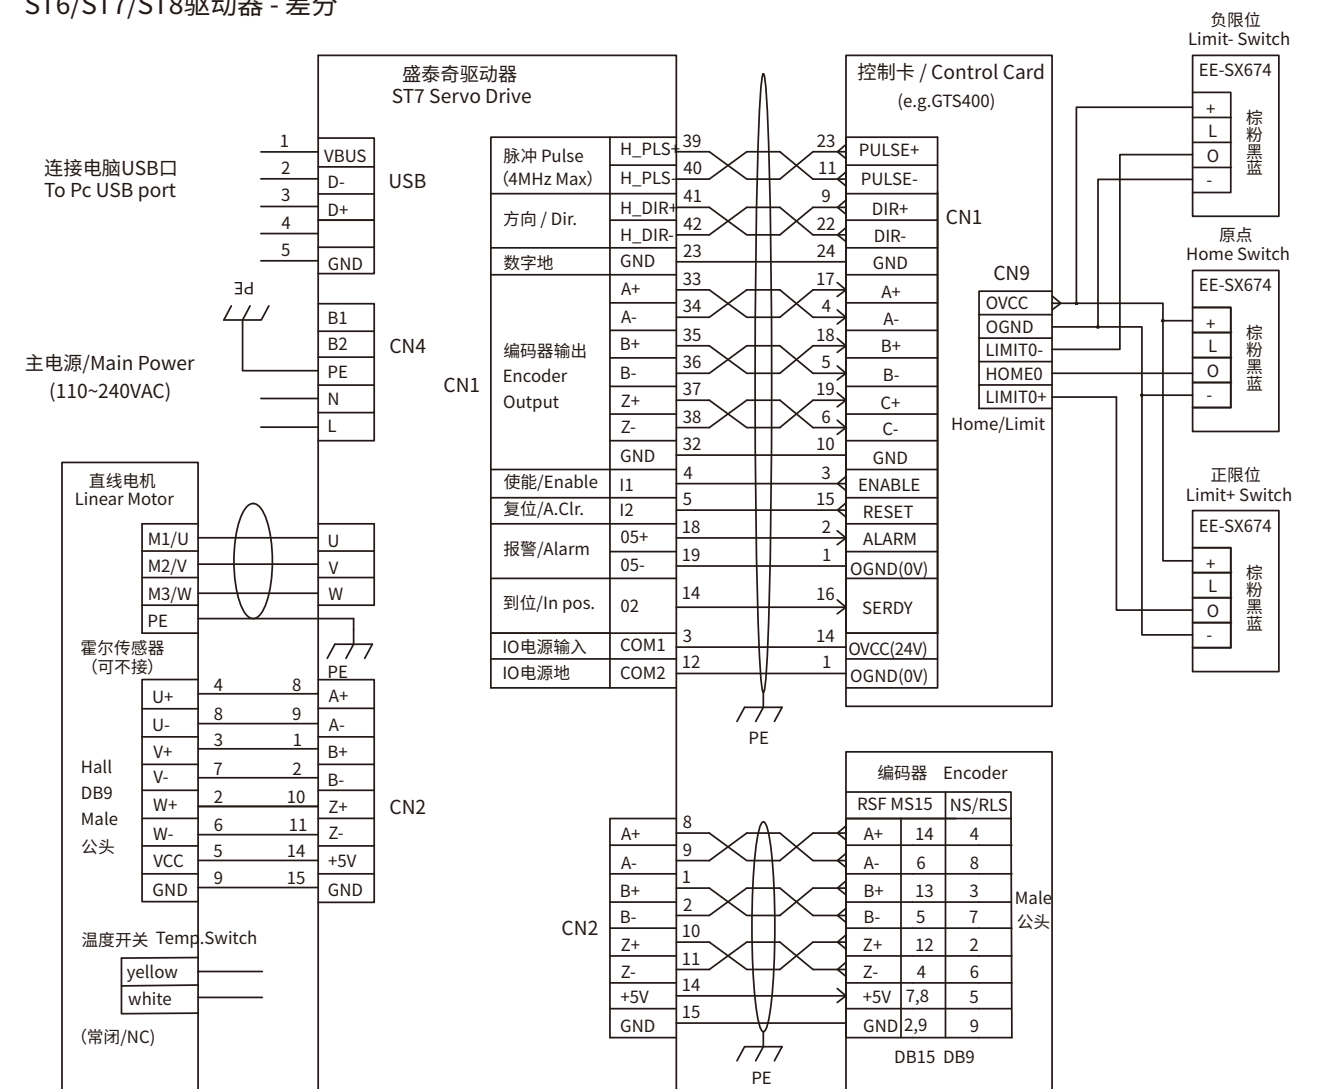 ST6/ST7/ST8驱动器 - 差分
盛泰奇驱动器
ST7 Servo Drive
连接电脑USB口
To Pc USB port
1 VBUS
2 D-
3 D+
4
5 GND
USB
PE
主电源/Main Power
(110~240VAC)
B1
B2
PE
N
L
CN4
直线电机
Linear Motor
M1/U U
M2/V V
M3/W W
PE
PE
霍尔传感器
（可不接）
U+ 4 8 A+
U- 8 9 A-
V+ 3 1 B+
V- 7 2 B-
W+ 2 10 Z+
W- 6 11 Z-
VCC 5 14 +5V
GND 9 15 GND
Hall
DB9
Male
公头
CN2
温度开关 Temp.Switch
yellow
white
(常闭/NC)
CN1
脉冲 Pulse
（4MHz Max）
H_PLS+ 39 23 PULSE+
H_PLS- 40 11 PULSE-
方向 / Dir.
H_DIR+ 41 9 DIR+
H_DIR- 42 22 DIR-
数字地 GND 23 24 GND
编码器输出
Encoder
Output
A+ 33 17 A+
A- 34 4 A-
B+ 35 18 B+
B- 36 5 B-
Z+ 37 19 C+
Z- 38 6 C-
GND 32 10 GND
使能/Enable I1 4 3 ENABLE
复位/A.Clr. I2 5 15 RESET
报警/Alarm
05+ 18 2 ALARM
05- 19 1 OGND(0V)
到位/In pos. 02 14 16 SERDY
IO电源输入 COM1 3 14 OVCC(24V)
IO电源地 COM2 12 1 OGND(0V)
PE
控制卡 / Control Card
(e.g.GTS400)
CN1
CN9
OVCC
OGND
LIMIT0-
HOME0
LIMIT0+
Home/Limit
负限位
Limit- Switch
EE-SX674
+
L
O
-
棕
粉
黑
蓝
原点
Home Switch
EE-SX674
+
L
O
-
棕
粉
黑
蓝
正限位
Limit+ Switch
EE-SX674
+
L
O
-
棕
粉
黑
蓝
编码器 Encoder
RSF MS15 NS/RLS
CN2
A+ 8 A+ 14 4
A- 9 A- 6 8
B+ 1 B+ 13 3
B- 2 B- 5 7
Z+ 10 Z+ 12 2
Z- 11 Z- 4 6
+5V 14 +5V 7,8 5
GND 15 GND 2,9 9
Male
公头
DB15 DB9
PE